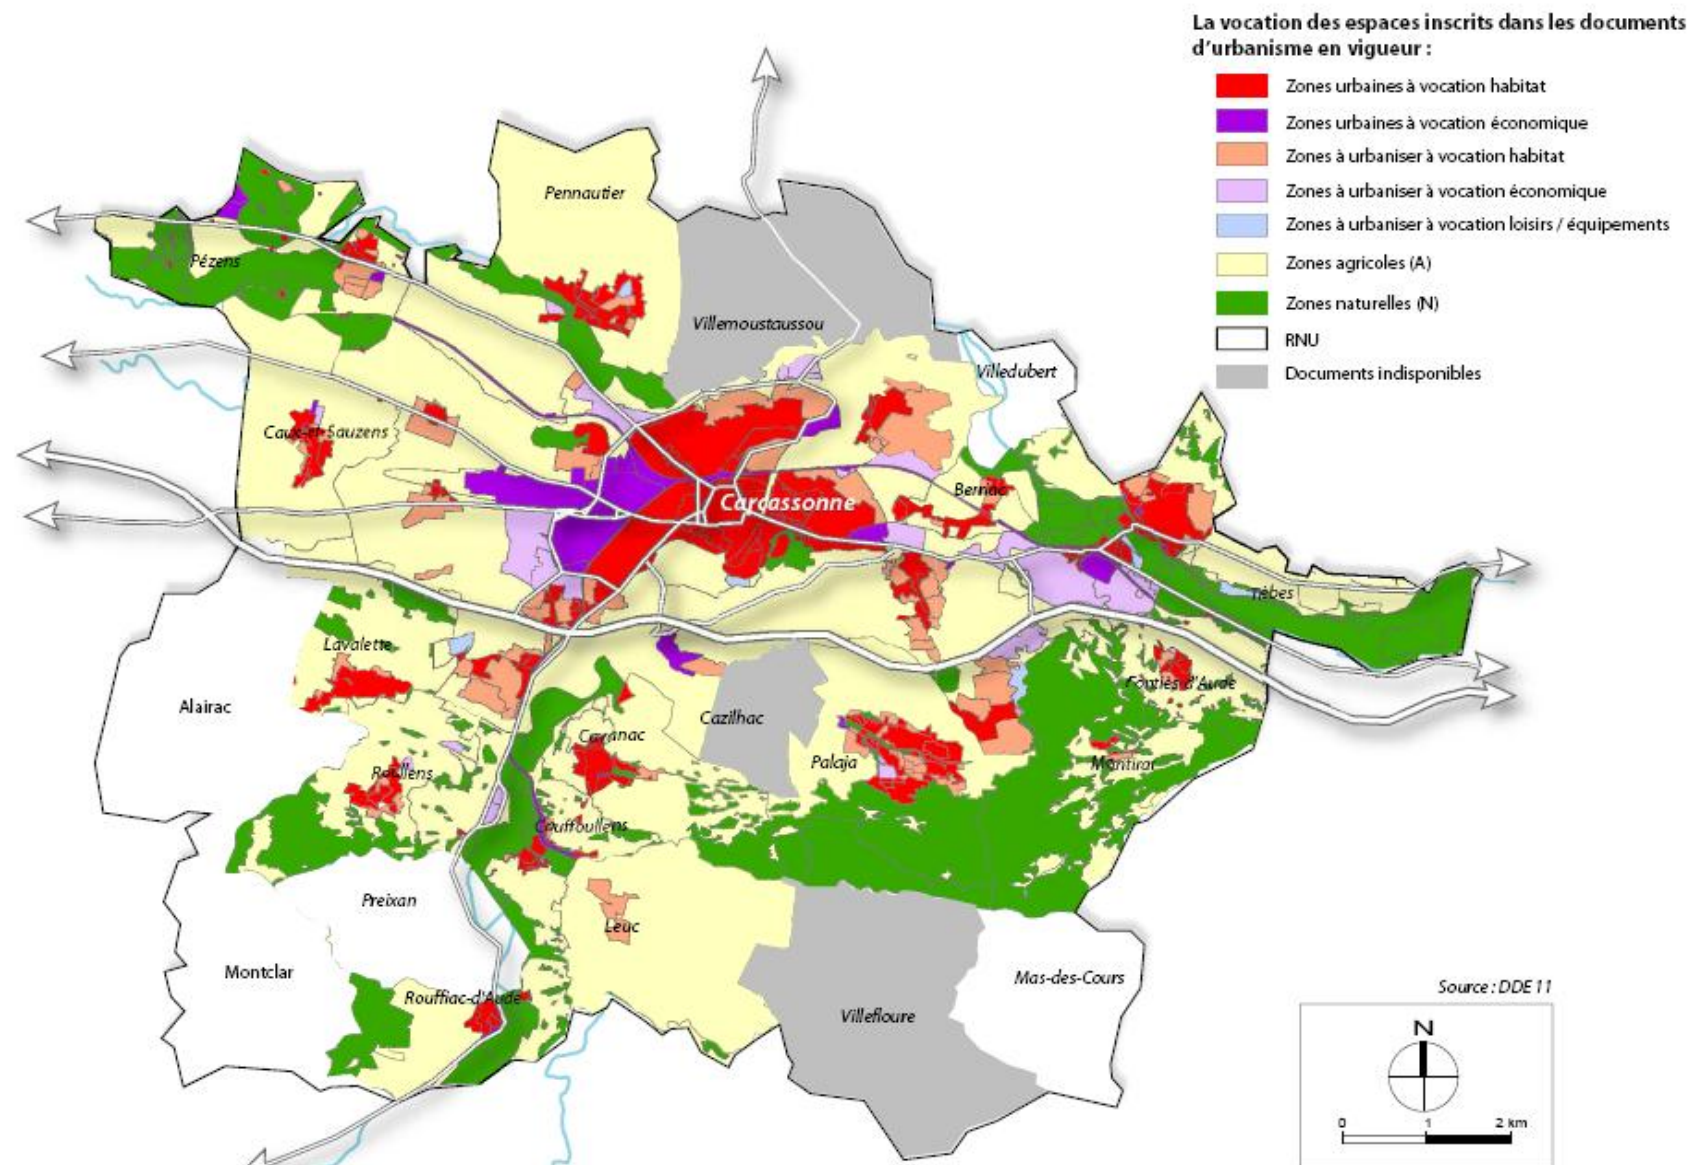 La vocation des espaces inscrits dans les documents
d'urbanisme en vigueur :
Zones urbaines à vocation habitat
Zones urbaines à vocation économique
Zones à urbaniser à vocation habitat
Zones à urbaniser à vocation économique
Zones à urbaniser à vocation loisirs / équipements
Zones agricoles (A)
Zones naturelles (N)
RNU
Documents indisponibles
Pennautier
Pézens
Villemoustaussou
Villedubert
Caux-et-Sauzens
Carcassonne
Berriac
Trèbes
Lavalette
Fontiès d'Aude
Alairac
Cazilhac
Cavanac
Palaja
Montirat
Roullens
Couffoulens
Preixan
Leuc
Montclar
Mas-des-Cours
Rouffiac-d'Aude
Villefloure
Source : DDE 11
N
0 1 2 km